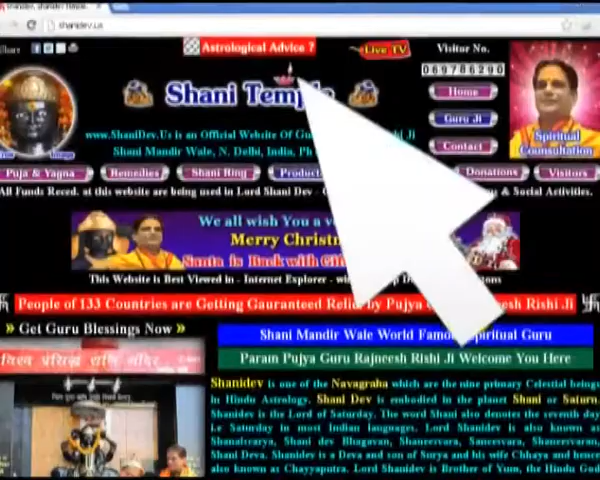 shanidev.us
Share
Astrological Advice ?
Live TV
Visitor No.
069786290
Shani Temple
Home
Guru Ji
Contact
Spiritual
Counsultation
www.ShaniDev.Us is an Official Website Of
Shani Mandir Wale, N. Delhi, India,
Puja & Yagna
Remedies
Shani Ring
Products
Donations
Visitors
All Funds Reced. at this website are being used in Lord Shani Dev & Social Activities.
We all wish You a
Merry
Santa is Back with
This Website is Best Viewed in - Internet Explorer -
People of 133 Countries are Getting Gauranteed Relief by Pujya Rishi Ji
Get Guru Blessings Now
Shani Mandir Wale World Spiritual Guru
Param Pujya Guru Rajneesh Rishi Ji Welcome You Here
विश्व प्रसिद्ध शनि मंदिर
Shanidev is one of the Navagraha which are the nine primary Celestial beings
in Hindu Astrology, Shani Dev is embodied in the planet Shani or Saturn.
Shanidev is the Lord of Saturday. The word Shani also denotes the seventh day
i.e Saturday in most Indian languages. Lord Shanidev is also known as
Shanaiscarya, Shani dev Bhagavan, Shaneesvara, Saneesvara, Shaneesvaran,
Shani Deva. Shanidev is a Deva and son of Surya and his wife Chhaya and hence
also known as Chayyaputra. Lord Shanidev is Brother of Yum, the Hindu God